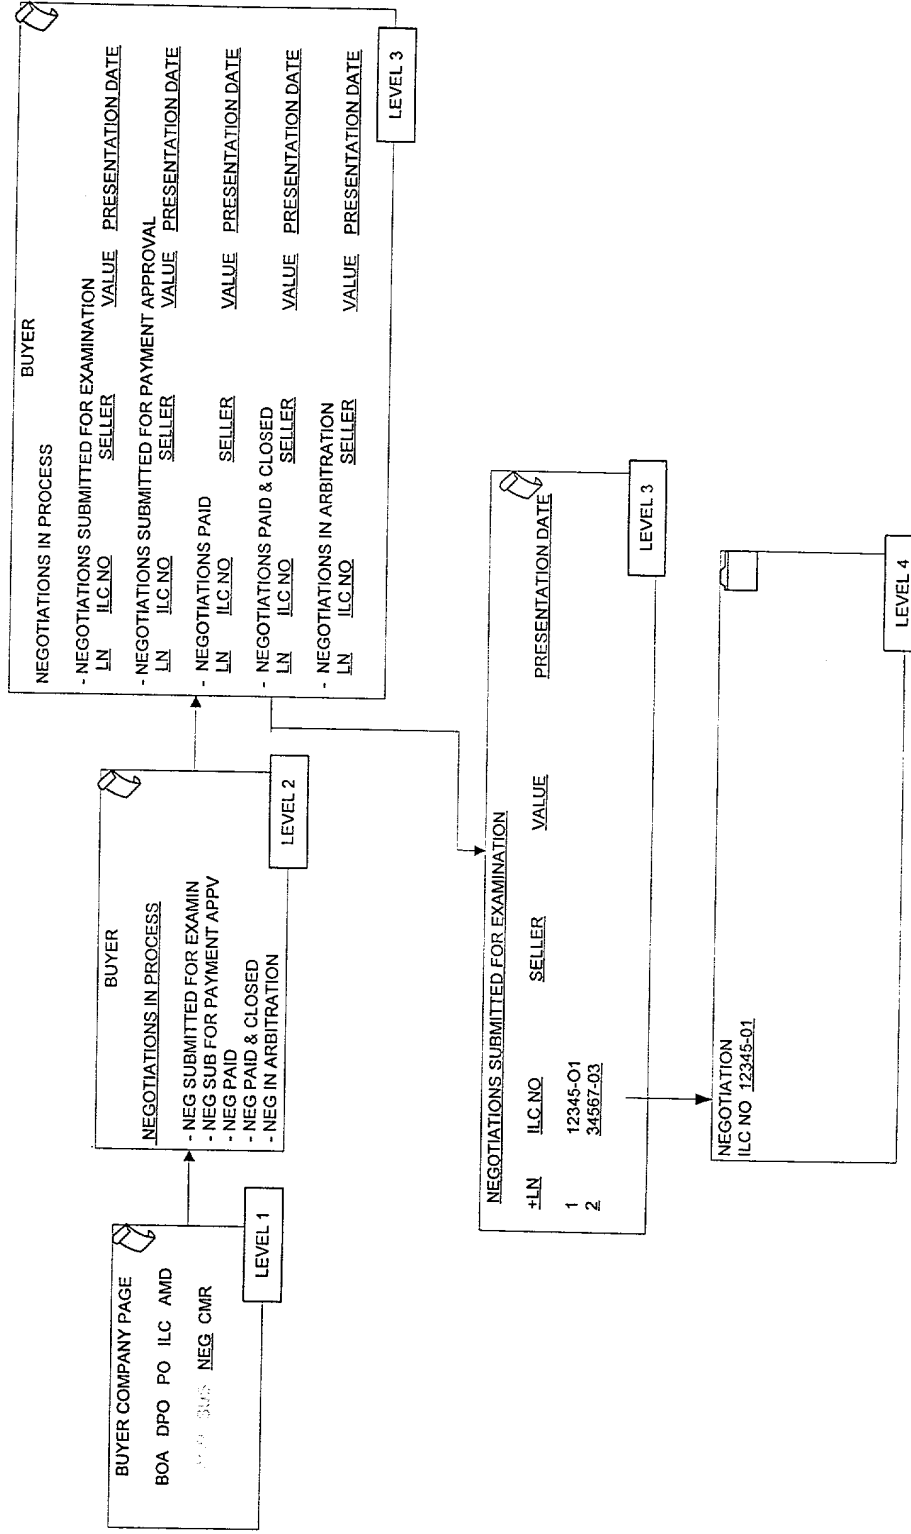 BUYER COMPANY PAGE
BOA DPO PO ILC AMD
NEG CMR
LEVEL 1
BUYER
NEGOTIATIONS IN PROCESS
- NEG SUBMITTED FOR EXAMIN
- NEG SUB FOR PAYMENT APPV
- NEG PAID
- NEG PAID & CLOSED
- NEG IN ARBITRATION
LEVEL 2
BUYER
NEGOTIATIONS IN PROCESS
- NEGOTIATIONS SUBMITTED FOR EXAMINATION
LN ILC NO SELLER VALUE PRESENTATION DATE
- NEGOTIATIONS SUBMITTED FOR PAYMENT APPROVAL
LN ILC NO SELLER VALUE PRESENTATION DATE
- NEGOTIATIONS PAID
LN ILC NO SELLER VALUE PRESENTATION DATE
- NEGOTIATIONS PAID & CLOSED
LN ILC NO SELLER VALUE PRESENTATION DATE
- NEGOTIATIONS IN ARBITRATION
LN ILC NO SELLER VALUE PRESENTATION DATE
LEVEL 3
NEGOTIATIONS SUBMITTED FOR EXAMINATION
+LN ILC NO SELLER VALUE PRESENTATION DATE
1 12345-O1
2 34567-03
LEVEL 3
NEGOTIATION
ILC NO 12345-01
LEVEL 4